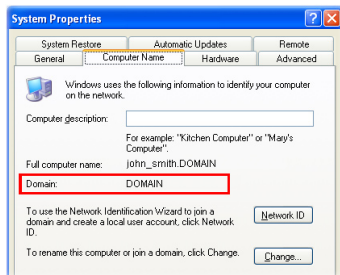 System Properties
System Restore Automatic Updates Remote
General Computer Name Hardware Advanced
Windows uses the following information to identify your computer
on the network.
Computer description:
For example: "Kitchen Computer" or "Mary's
Computer".
Full computer name: john_smith.DOMAIN
Domain: DOMAIN
To use the Network Identification Wizard to join a
domain and create a local user account, click Network
ID.
Network ID
To rename this computer or join a domain, click Change.
Change...